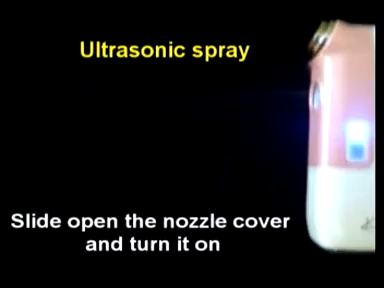 Ultrasonic spray
Slide open the nozzle cover
and turn it on